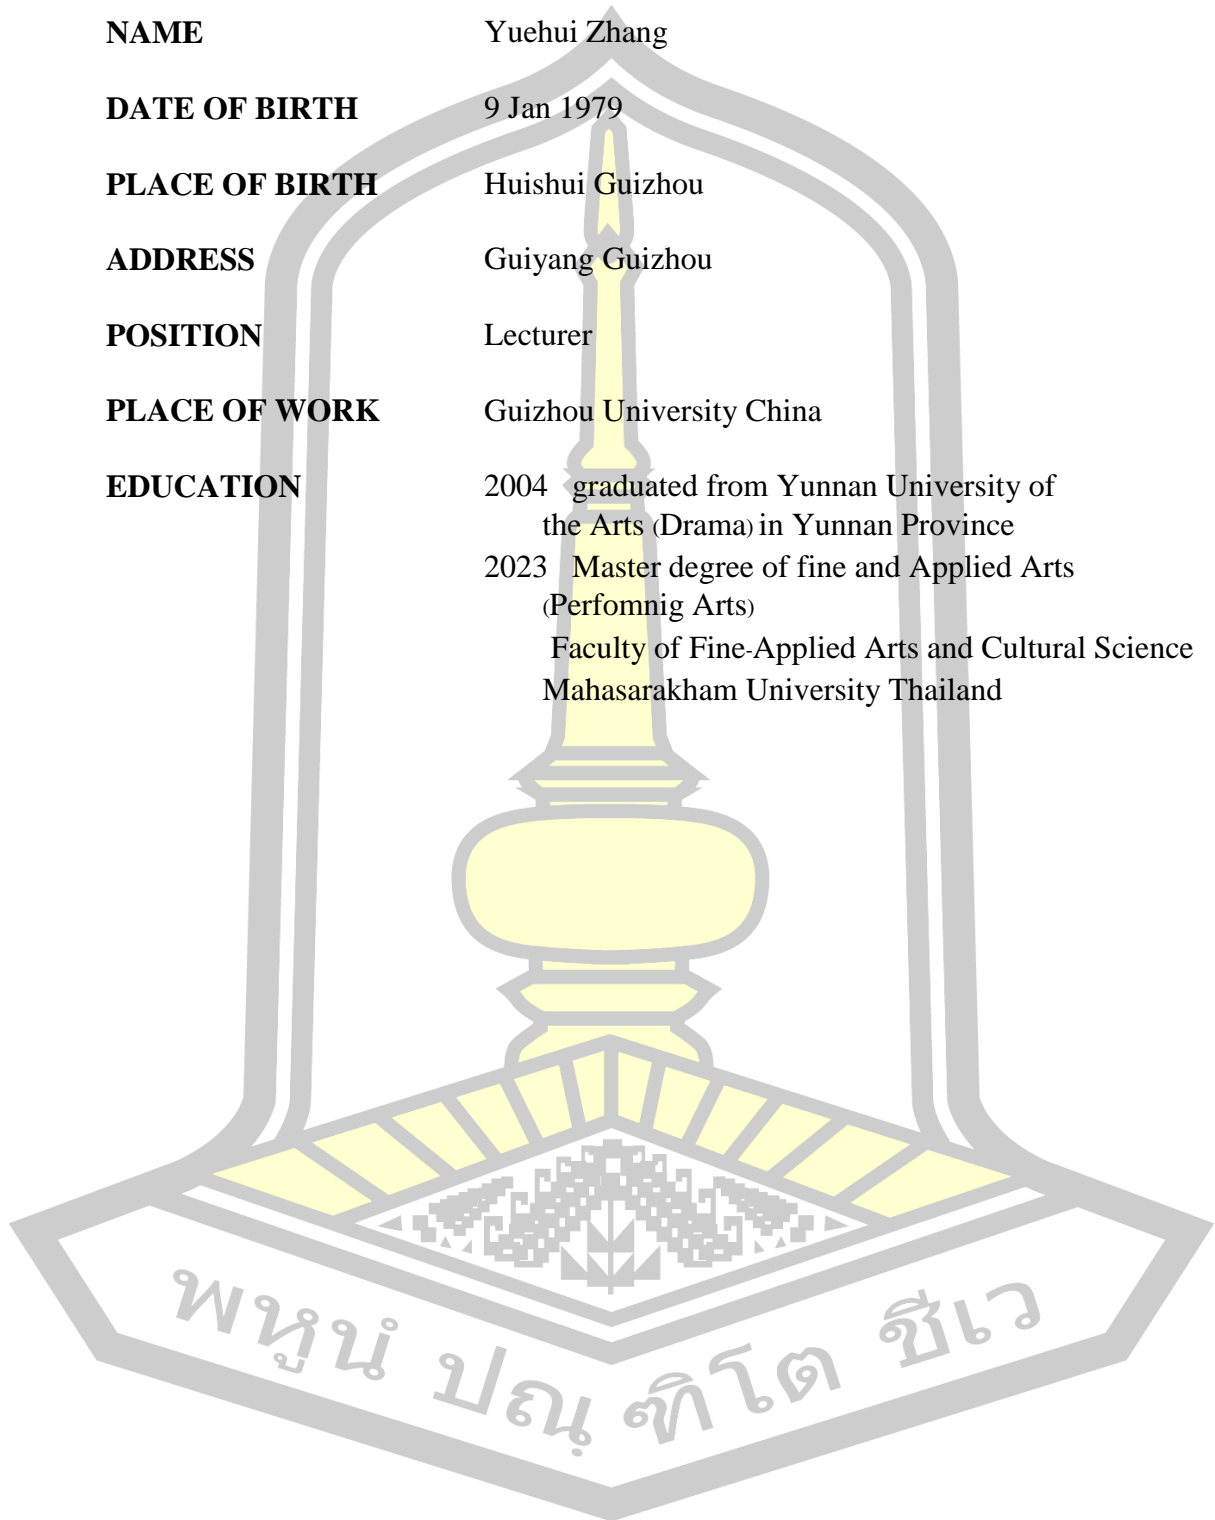 NAME Yuehui Zhang
DATE OF BIRTH 9 Jan 1979
PLACE OF BIRTH Huishui Guizhou
ADDRESS Guiyang Guizhou
POSITION Lecturer
PLACE OF WORK Guizhou University China
EDUCATION 2004 graduated from Yunnan University of
the Arts (Drama) in Yunnan Province
2023 Master degree of fine and Applied Arts
(Perfomnig Arts)
Faculty of Fine-Applied Arts and Cultural Science
Mahasarakham University Thailand
พหูนํ ปณฺฑิโต ชีเว